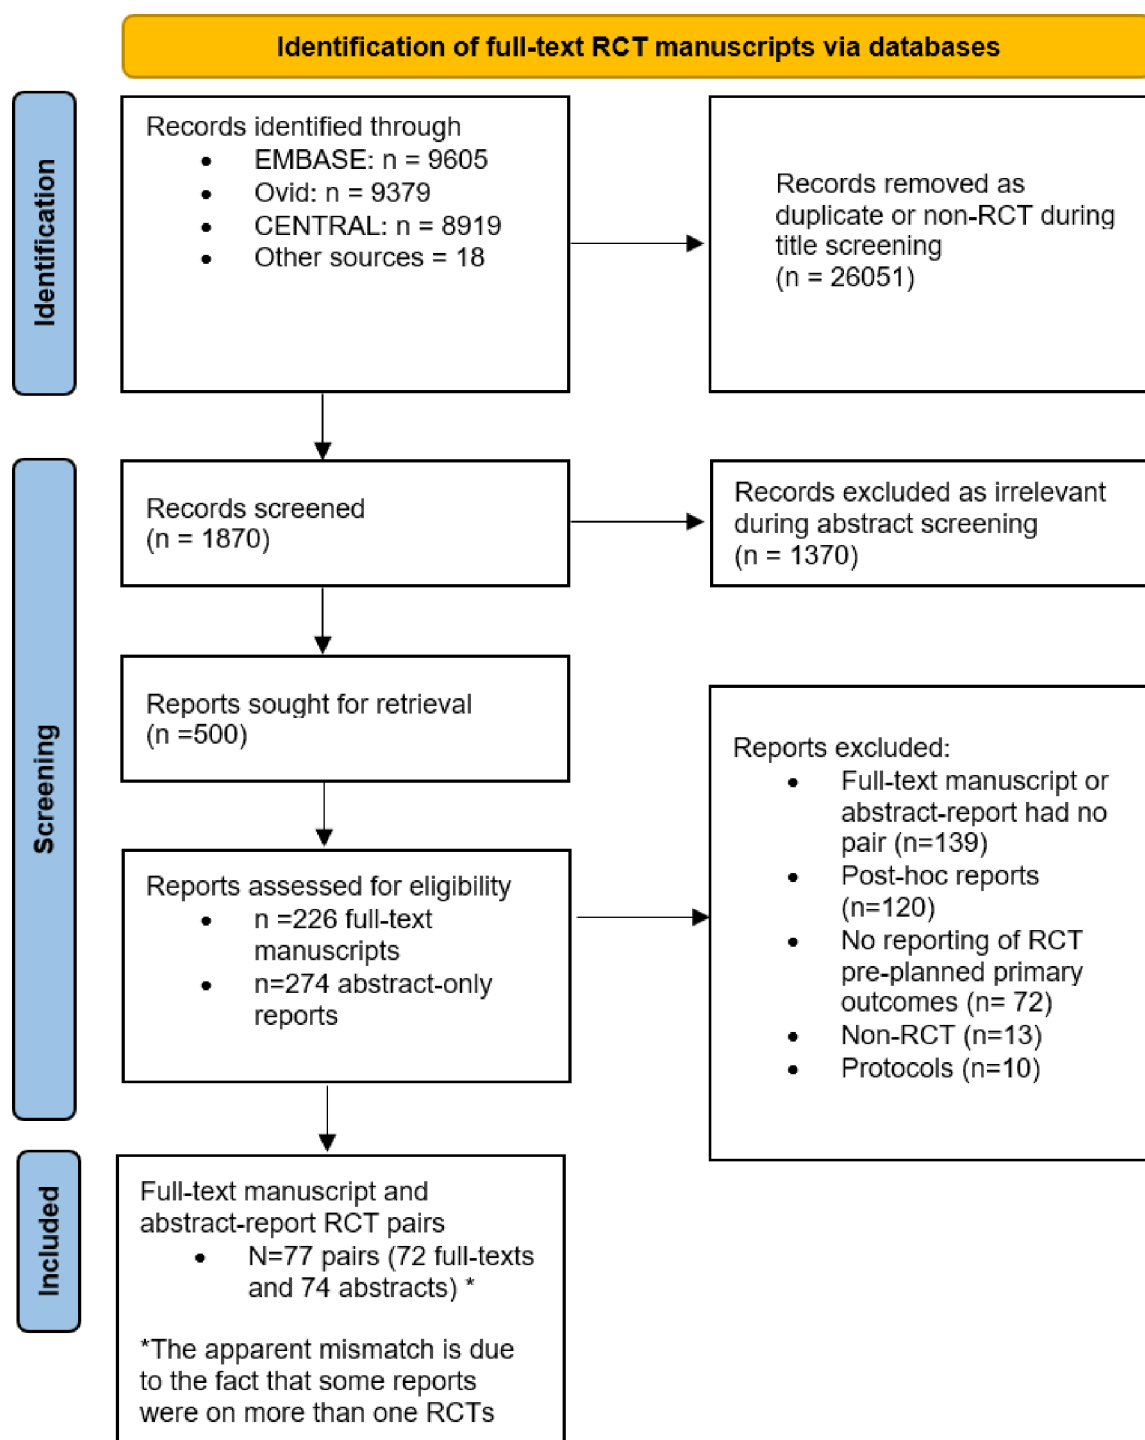 Identification of full-text RCT manuscripts via databases
Identification
Records identified through
• EMBASE: n = 9605
• Ovid: n = 9379
• CENTRAL: n = 8919
• Other sources = 18
Records removed as
duplicate or non-RCT during
title screening
(n = 26051)
Screening
Records screened
(n = 1870)
Records excluded as irrelevant
during abstract screening
(n = 1370)
Reports sought for retrieval
(n =500)
Reports assessed for eligibility
• n =226 full-text
manuscripts
• n=274 abstract-only
reports
Reports excluded:
• Full-text manuscript or
abstract-report had no
pair (n=139)
• Post-hoc reports
(n=120)
• No reporting of RCT
pre-planned primary
outcomes (n= 72)
• Non-RCT (n=13)
• Protocols (n=10)
Included
Full-text manuscript and
abstract-report RCT pairs
• N=77 pairs (72 full-texts
and 74 abstracts) *
*The apparent mismatch is due
to the fact that some reports
were on more than one RCTs